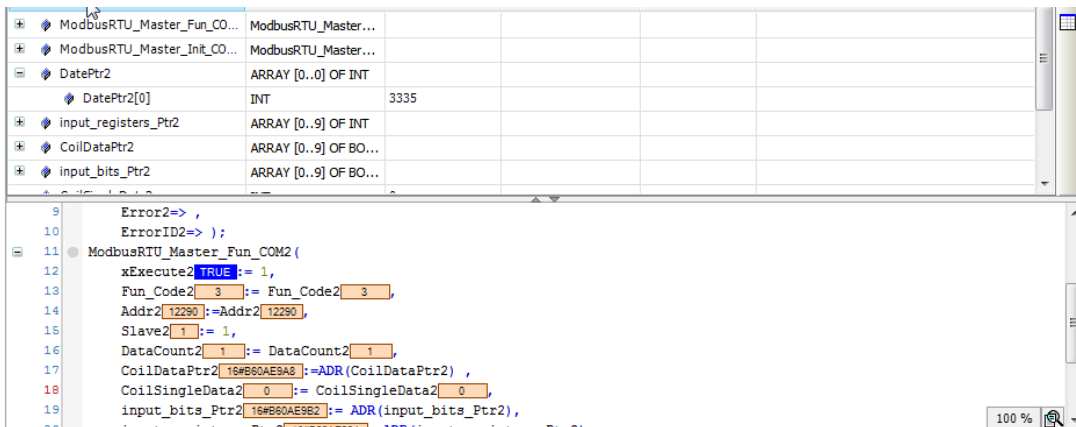 ModbusRTU_Master_Fun_CO... ModbusRTU_Master...
ModbusRTU_Master_Init_CO... ModbusRTU_Master...
DatePtr2 ARRAY [0..0] OF INT
DatePtr2[0] INT 3335
input_registers_Ptr2 ARRAY [0..9] OF INT
CoilDataPtr2 ARRAY [0..9] OF BO...
input_bits_Ptr2 ARRAY [0..9] OF BO...
9 Error2=> ,
10 ErrorID2=> );
11 ModbusRTU_Master_Fun_COM2(
12 xExecute2 TRUE := 1,
13 Fun_Code2 3 := Fun_Code2 3 ,
14 Addr2 12290 :=Addr2 12290 ,
15 Slave2 1 := 1,
16 DataCount2 1 := DataCount2 1 ,
17 CoilDataPtr2 16#B60AE9A8 :=ADR(CoilDataPtr2) ,
18 CoilSingleData2 0 := CoilSingleData2 0 ,
19 input_bits_Ptr2 16#B60AE9B2 := ADR(input_bits_Ptr2),
100 %